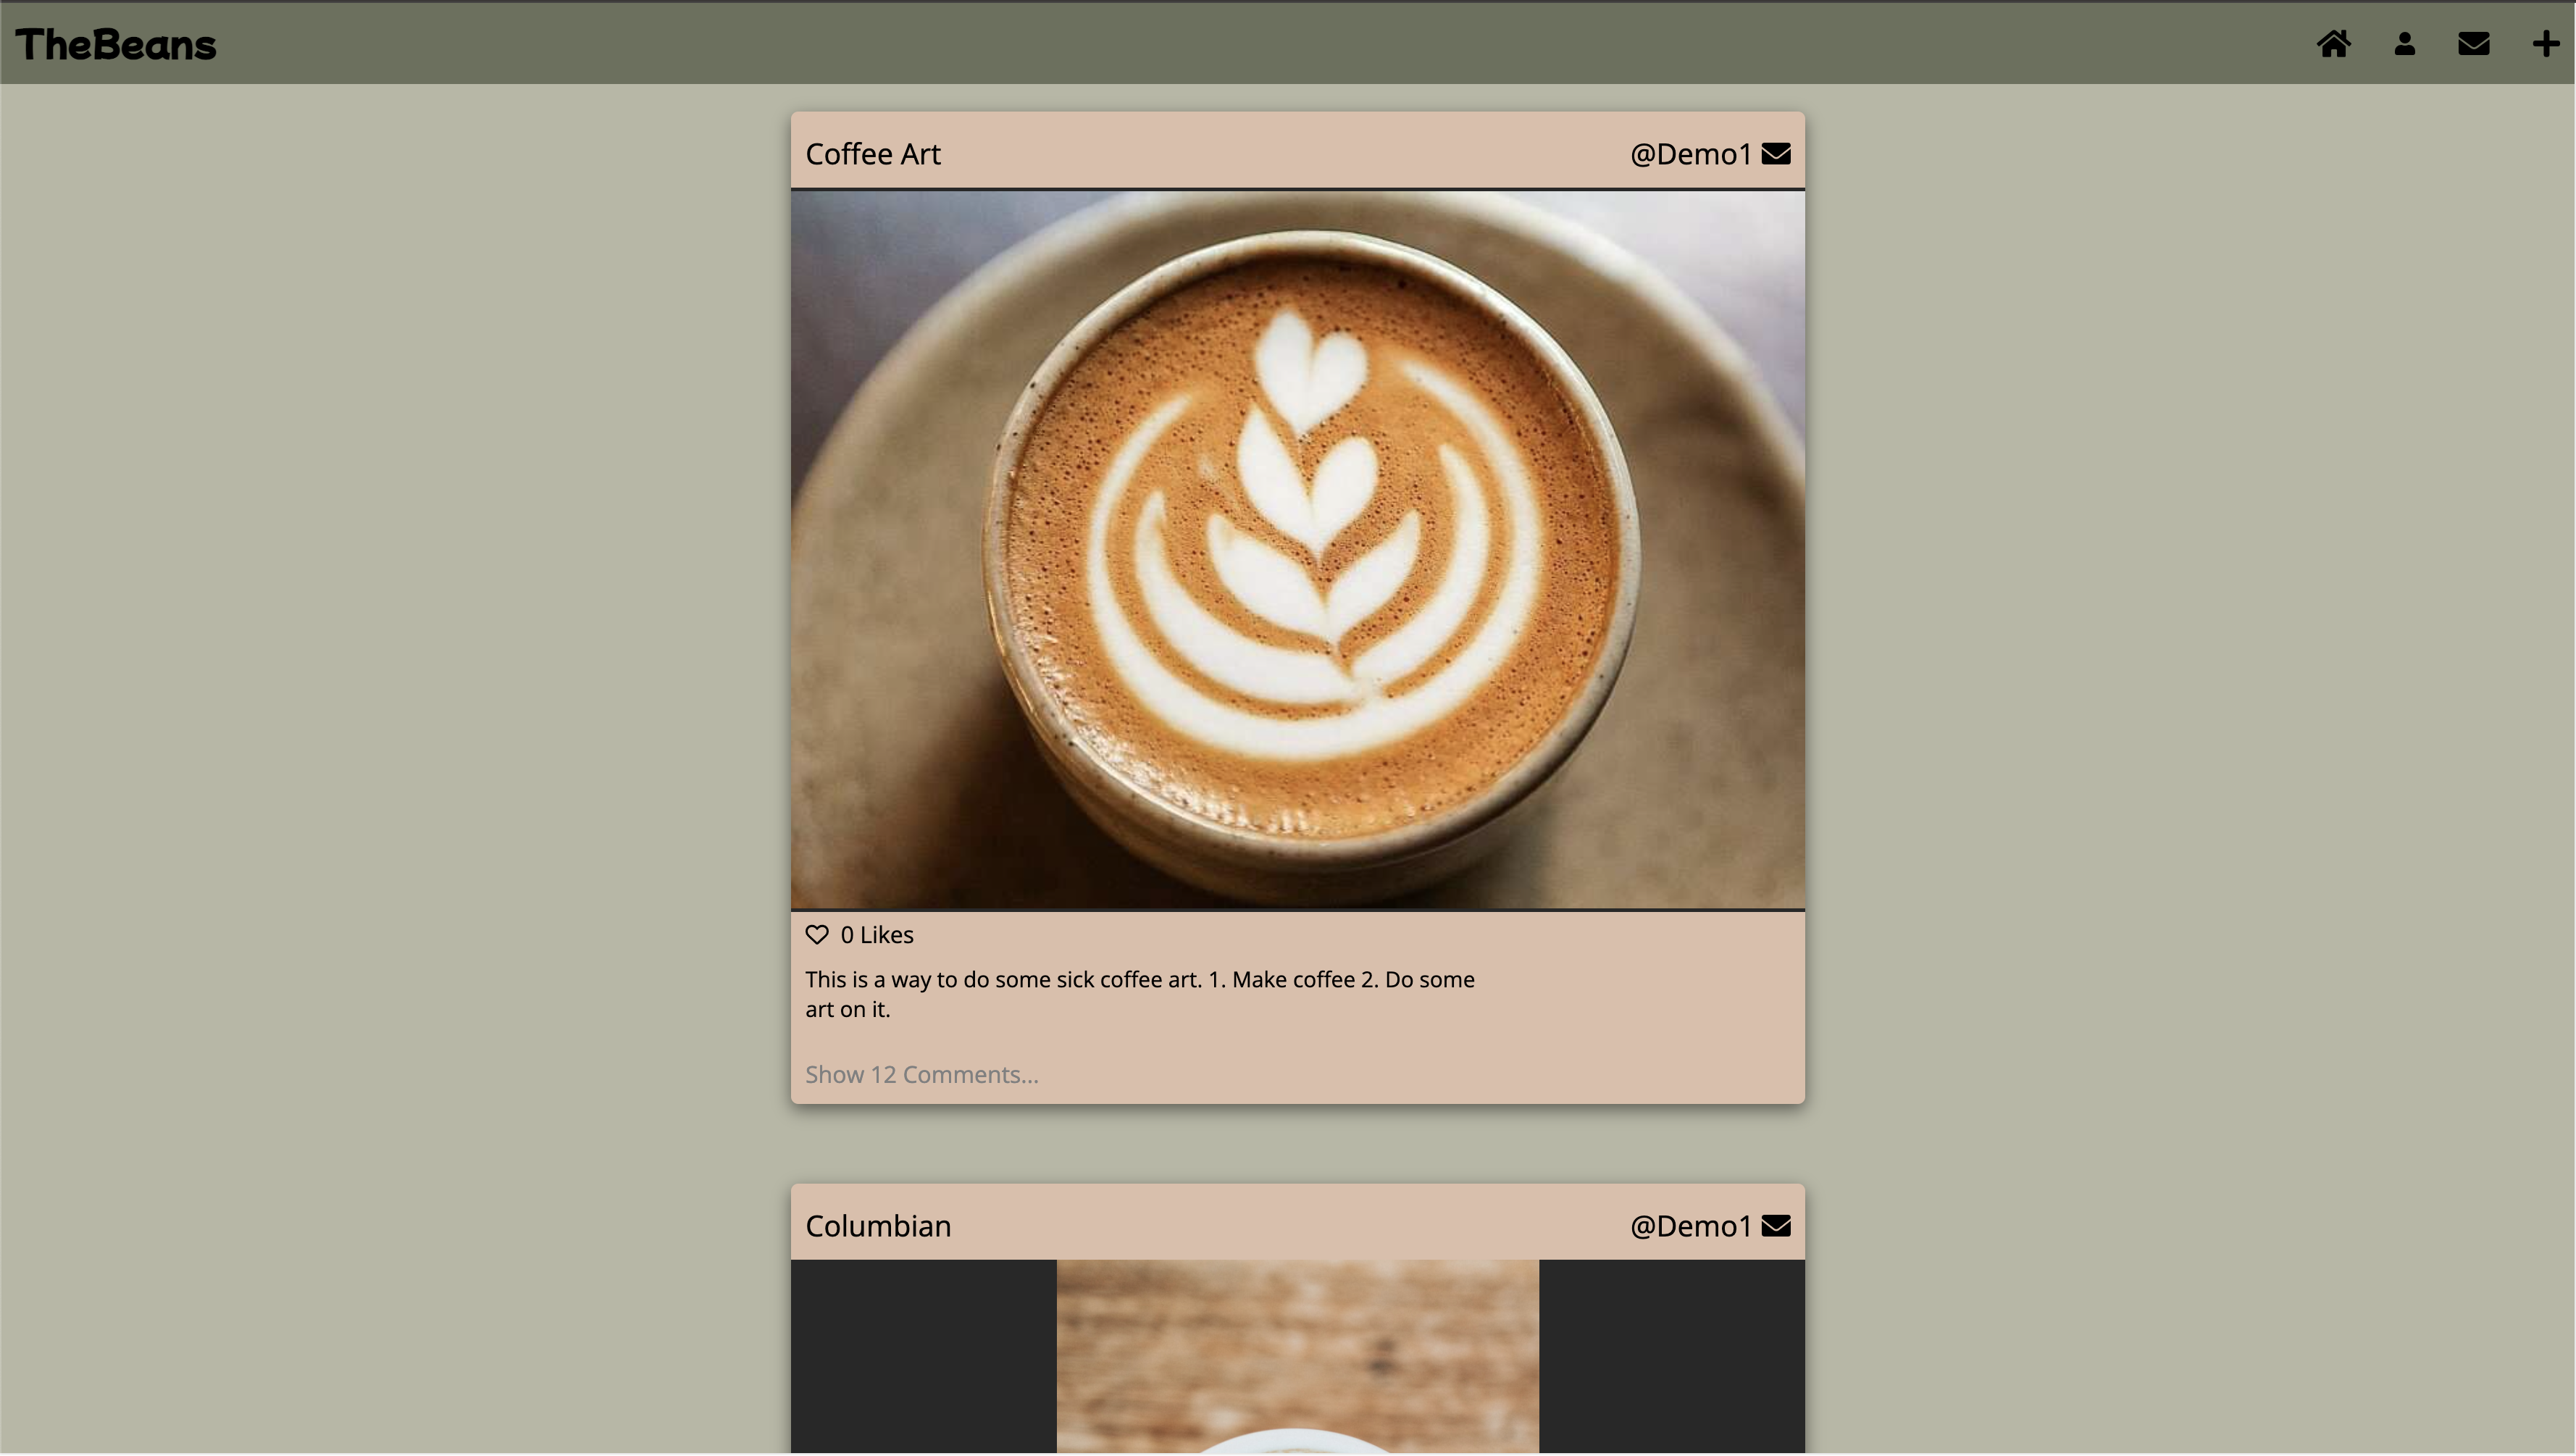 TheBeans
Coffee Art @Demo1
0 Likes
This is a way to do some sick coffee art. 1. Make coffee 2. Do some
art on it.
Show 12 Comments...
Columbian @Demo1